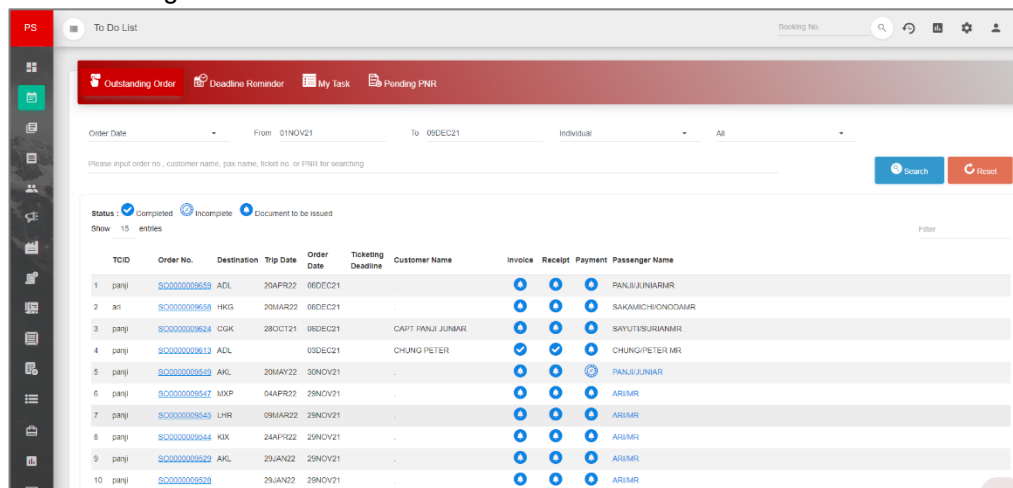 PS
To Do List
Booking No.
Outstanding Order
Deadline Reminder
My Task
Pending PNR
Order Date
From 01NOV21
To 09DEC21
Individual
All
Please input order no., customer name, pax name, ticket no. or PNR for searching
Search
Reset
Status : Completed Incomplete Document to be issued
Show 15 entries
Filter
TCID Order No. Destination Trip Date Order Date Ticketing Deadline Customer Name Invoice Receipt Payment Passenger Name
1 panji SO0000009659 ADL 20APR22 08DEC21 . PANJI/JUNIARMR
2 ari SO0000009658 HKG 20MAR22 08DEC21 . SAKAMICHI/ONODAMR
3 panji SO0000009624 CGK 28OCT21 05DEC21 CAPT PANJI JUNIAR SAYUTI/SURIANMR
4 panji SO0000009613 ADL 03DEC21 CHUNG PETER CHUNG/PETER MR
5 panji SO0000009549 AKL 20MAY22 30NOV21 . PANJI/JUNIAR
6 panji SO0000009547 MXP 04APR22 29NOV21 . ARI/MR
7 panji SO0000009545 LHR 09MAR22 29NOV21 . ARI/MR
8 panji SO0000009544 KIX 24APR22 29NOV21 . ARI/MR
9 panji SO0000009529 AKL 29JAN22 29NOV21 . ARI/MR
10 panji SO0000009528 29JAN22 29NOV21 . ARI/MR